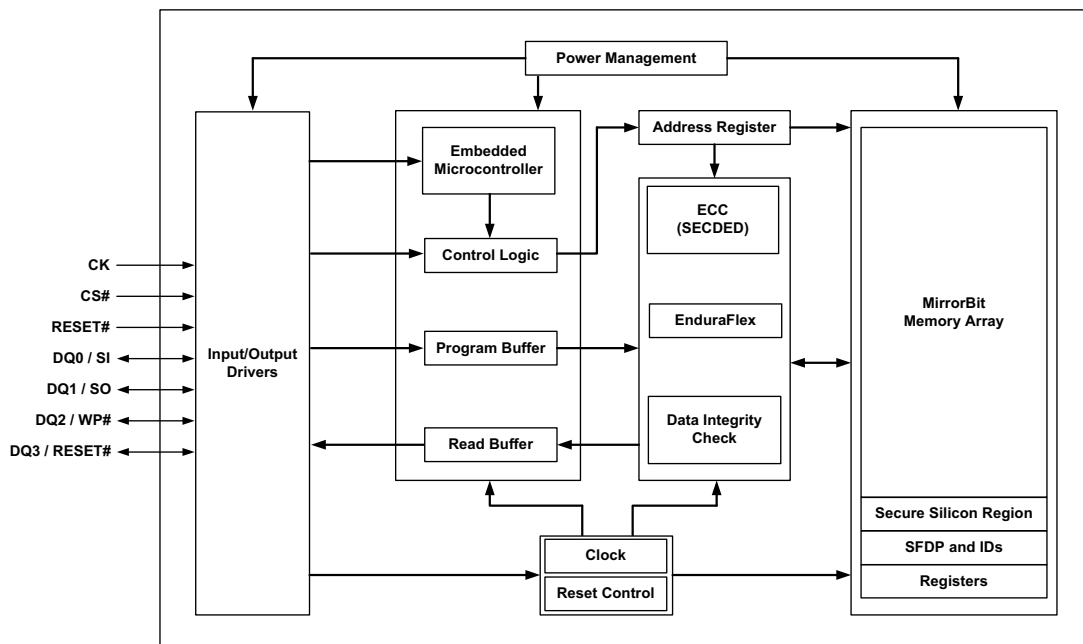 Power Management
Address Register
Embedded
Microcontroller
ECC
(SECDED)
Control Logic
CK
CS#
RESET#
DQ0 / SI
DQ1 / SO
DQ2 / WP#
DQ3 / RESET#
Input/Output
Drivers
EnduraFlex
Program Buffer
MirrorBit
Memory Array
Data Integrity
Check
Read Buffer
Secure Silicon Region
SFDP and IDs
Registers
Clock
Reset Control